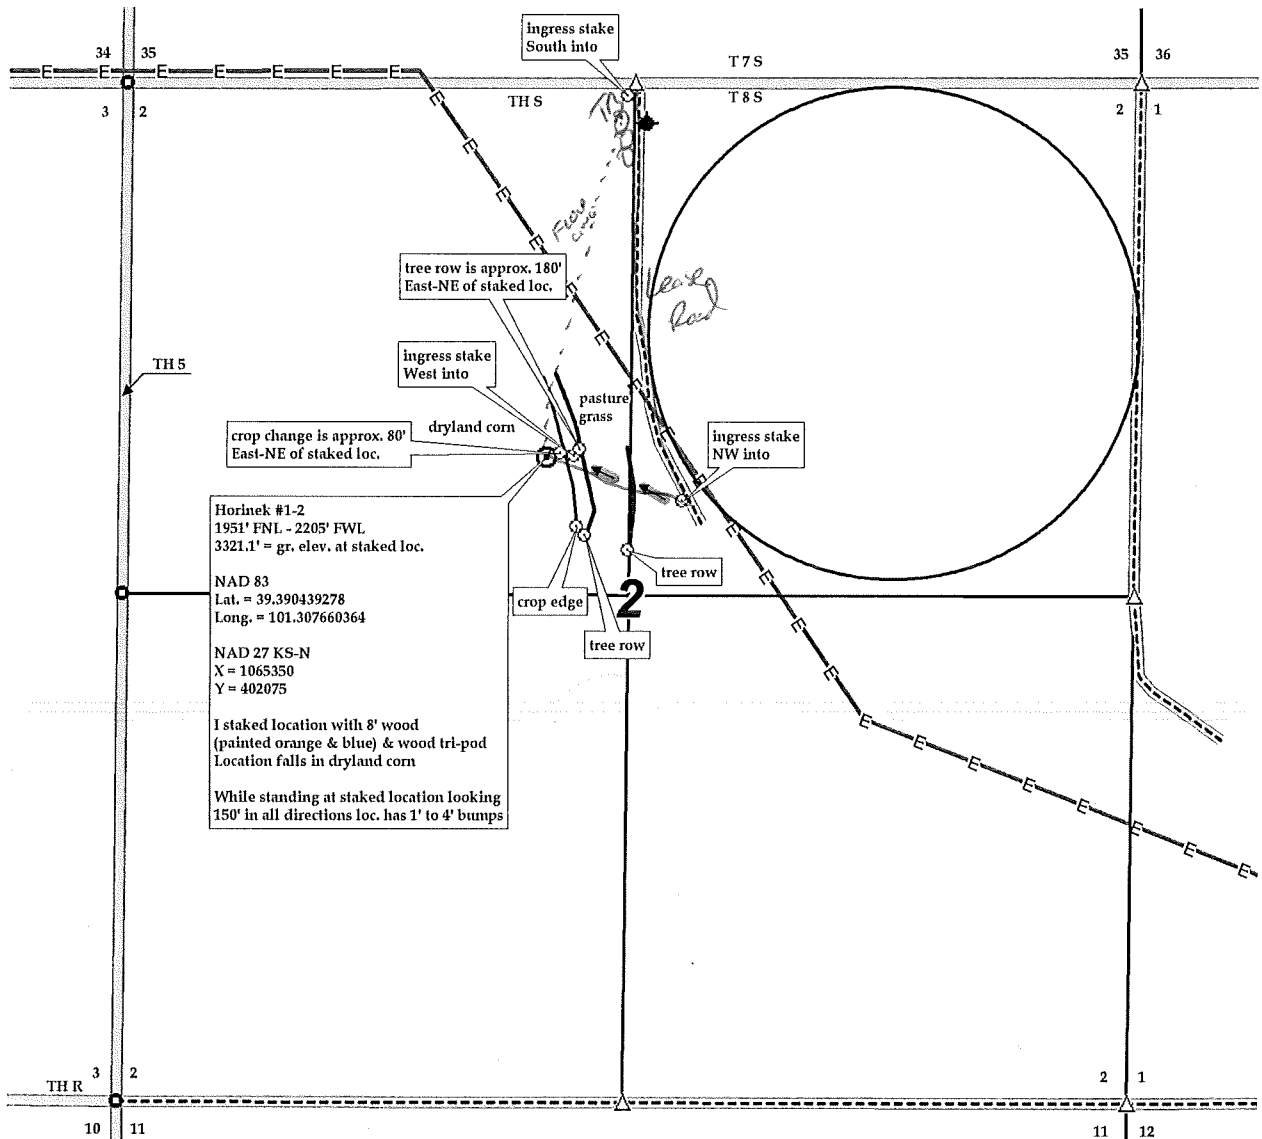 ingress stake
South into
34 35
35 36
T 7 S
E E E E E E E
TH S
T 8 S
3 2
2 1
TB
E
E
E
E
Flow
Line
tree row is approx. 180'
East-NE of staked loc.
E
E
Lease
Road
ingress stake
West into
TH 5
E
pasture
grass
dryland corn
crop change is approx. 80'
East-NE of staked loc.
E
ingress stake
NW into
E
E
Horinek #1-2
1951' FNL - 2205' FWL
3321.1' = gr. elev. at staked loc.
NAD 83
Lat. = 39.390439278
Long. = 101.307660364
NAD 27 KS-N
X = 1065350
Y = 402075
I staked location with 8' wood
(painted orange & blue) & wood tri-pod
Location falls in dryland corn
While standing at staked location looking
150' in all directions loc. has 1' to 4' bumps
tree row
E
crop edge
2
tree row
E
E
E
E
E
E
E
E
E
E
3 2
2 1
TH R
10 11
11 12